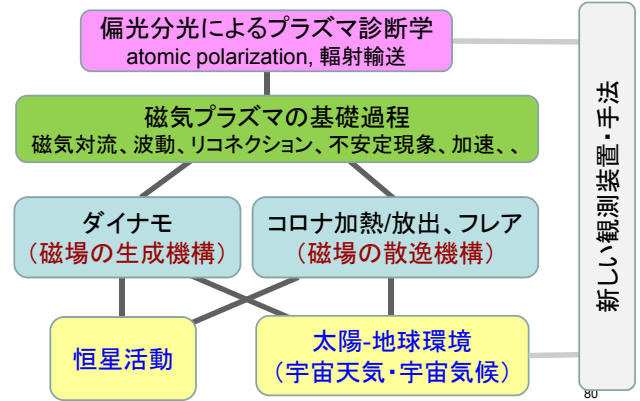 偏光分光によるプラズマ診断学
atomic polarization, 輻射輸送
磁気プラズマの基礎過程
磁気対流、波動、リコネクション、不安定現象、加速、、
ダイナモ
（磁場の生成機構）
コロナ加熱/放出、フレア
（磁場の散逸機構）
恒星活動
太陽-地球環境
（宇宙天気・宇宙気候）
新しい観測装置・手法
80